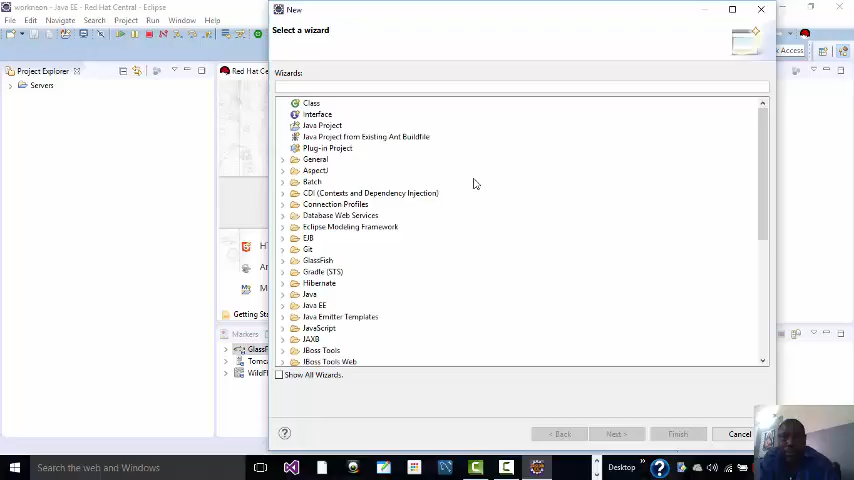 workneon - Java EE - Red Hat Central - Eclipse
New
File Edit Navigate Search Project Run Window
Select a wizard
Access
Project Explorer
Red H
Servers
Wizards:
Class
Interface
Java Project
Java Project from Existing Ant Buildfile
Plug-in Project
General
AspectJ
Batch
CDI (Contexts and Dependency Injection)
Connection Profiles
Database Web Services
Eclipse Modeling Framework
EJB
Git
GlassFish
Gradle (STS)
Hibernate
Java
Java EE
Java Emitter Templates
JavaScript
JAXB
JBoss Tools
JBoss Tools Web
H
A
M
Getting Sta
Markers
GlassF
Tomca
WildFl
Show All Wizards.
< Back
Next >
Finish
Cancel
Search the web and Windows
Desktop